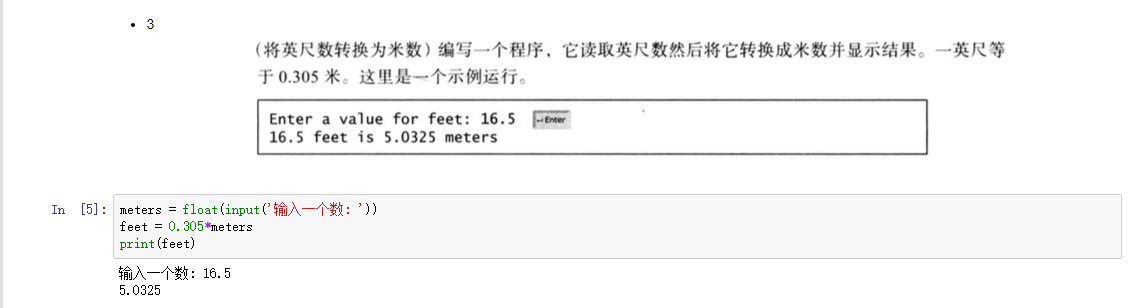 • 3
（将英尺数转换为米数）编写一个程序，它读取英尺数然后将它转换成米数并显示结果。一英尺等
于 0.305 米。这里是一个示例运行。
Enter a value for feet: 16.5 ↵Enter
16.5 feet is 5.0325 meters
In [5]: meters = float(input('输入一个数: '))
feet = 0.305*meters
print(feet)
输入一个数: 16.5
5.0325